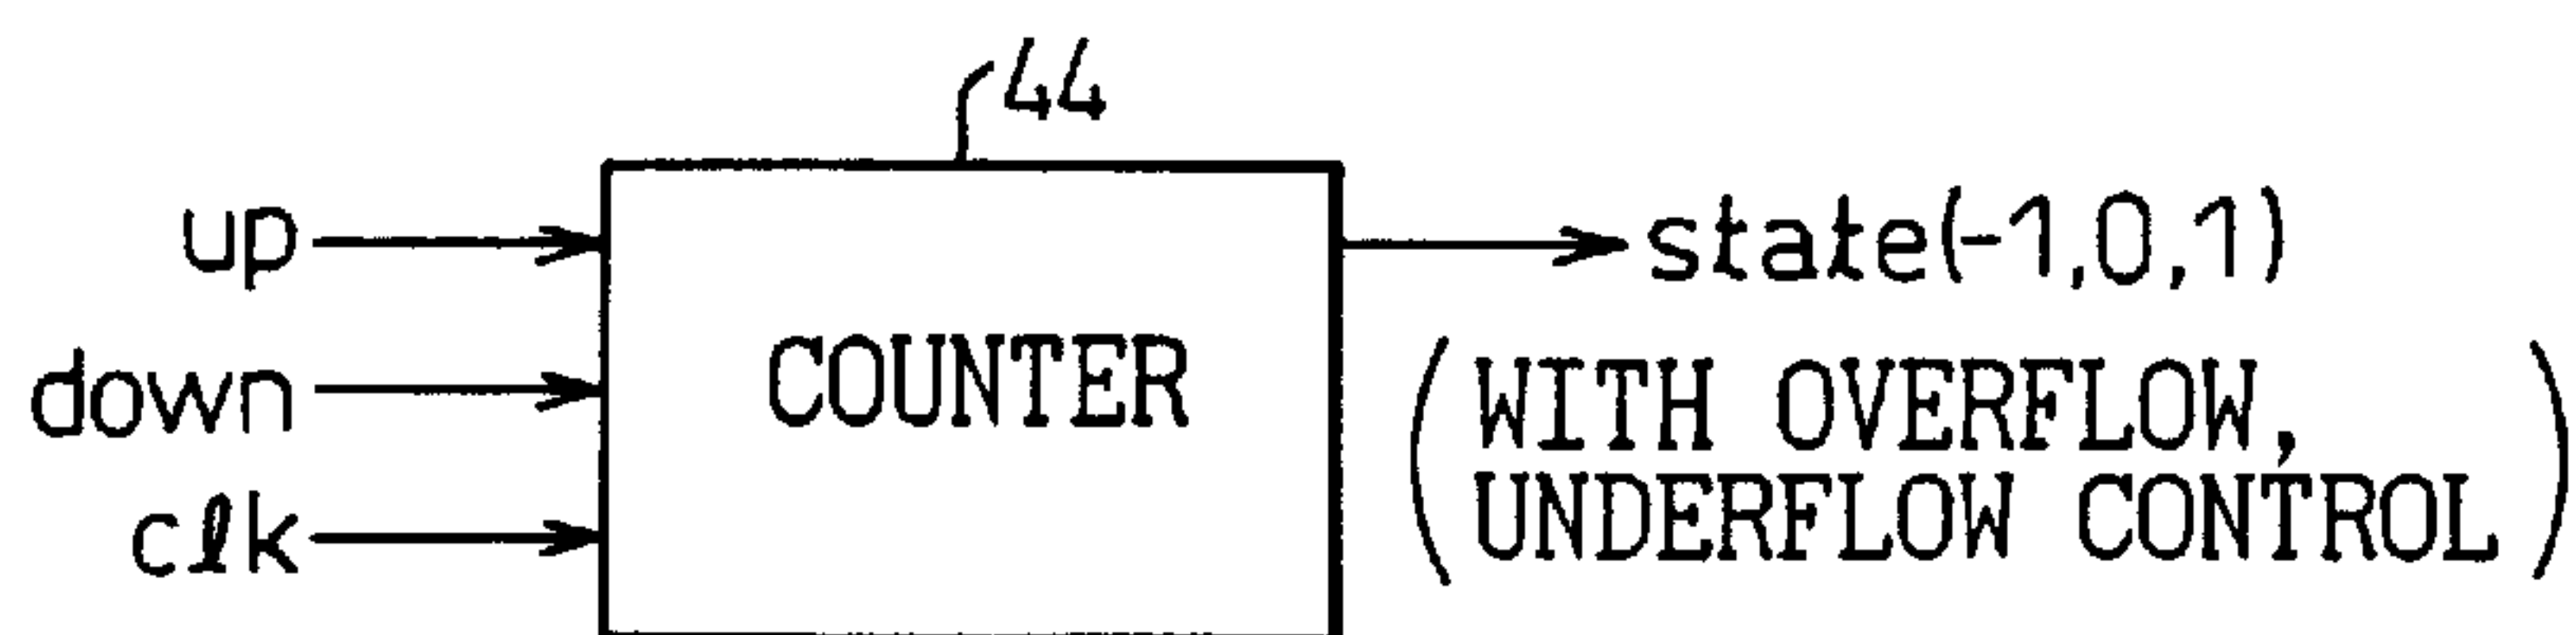 44
up
state(-1,0,1)
down
COUNTER
(WITH OVERFLOW,
UNDERFLOW CONTROL)
clk